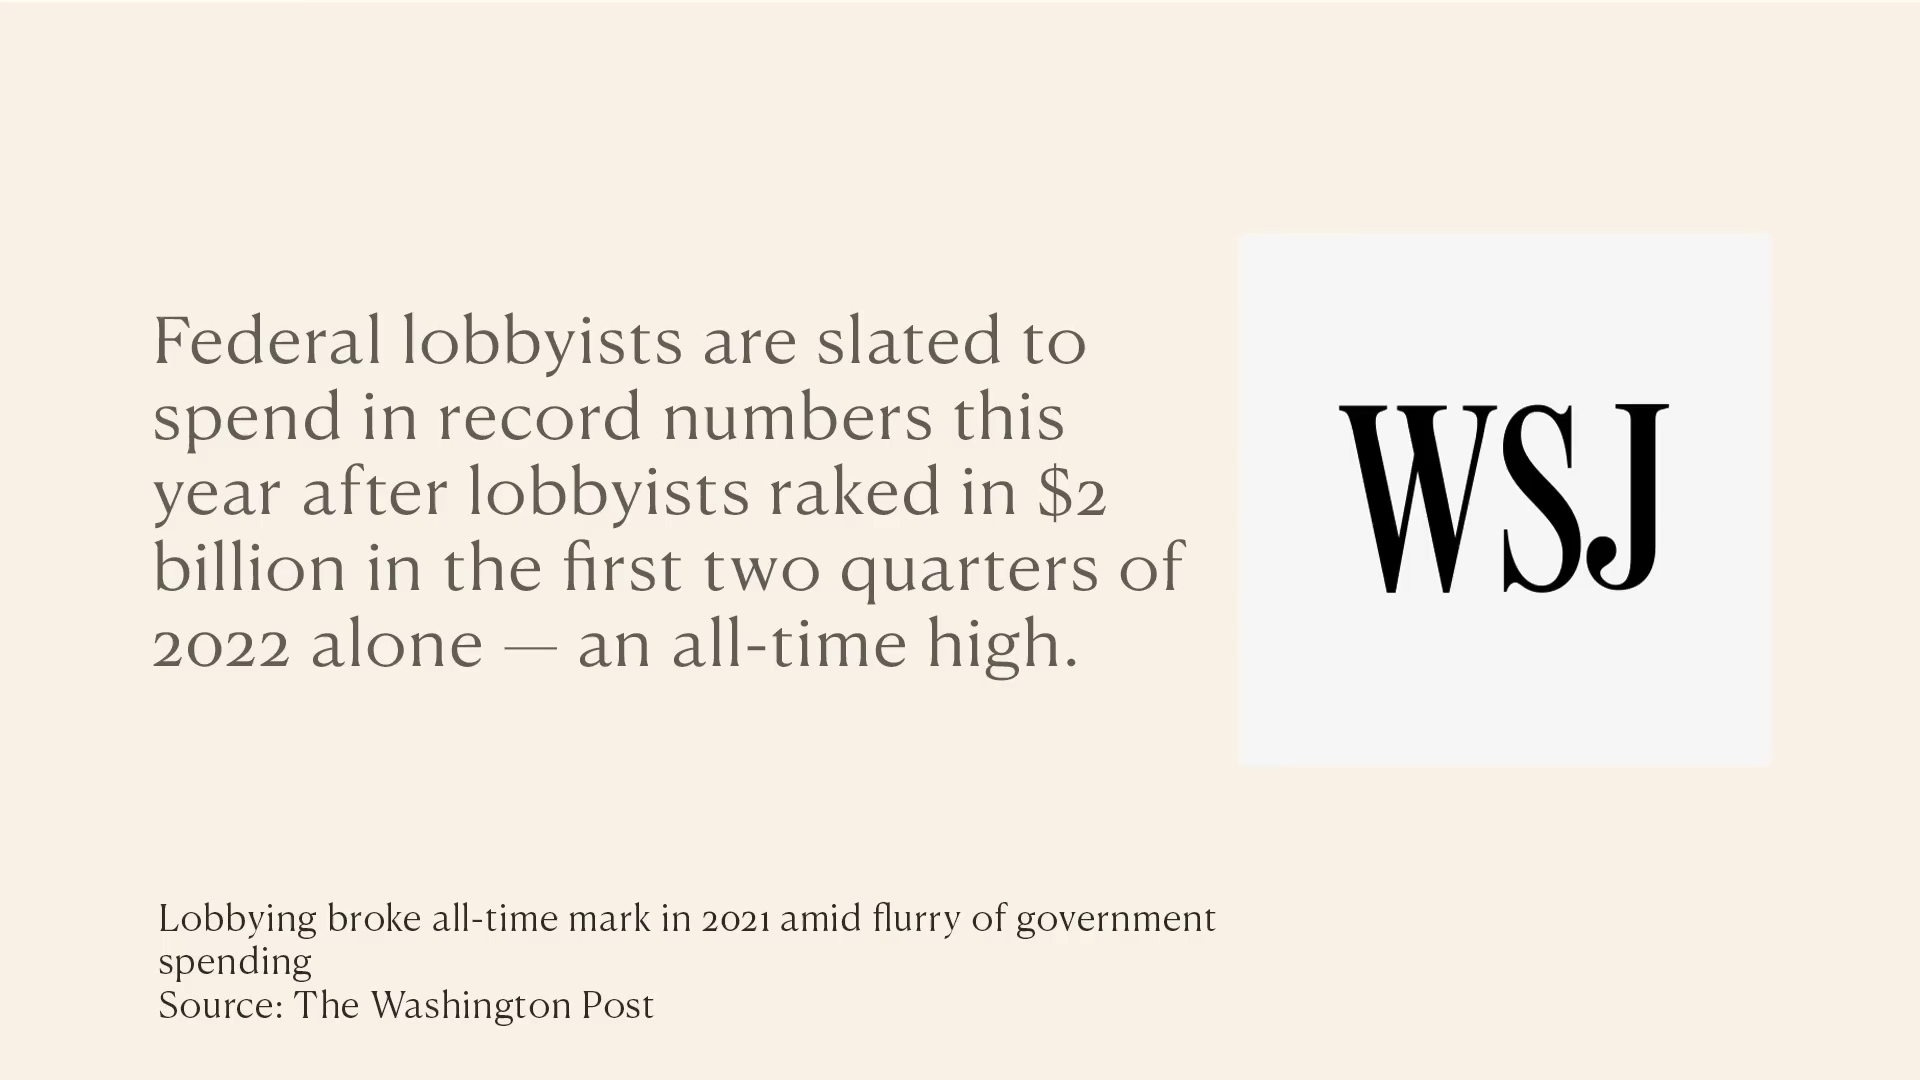 Federal lobbyists are slated to
spend in record numbers this
year after lobbyists raked in $2
billion in the first two quarters of
2022 alone — an all-time high.
WSJ
Lobbying broke all-time mark in 2021 amid flurry of government
spending
Source: The Washington Post